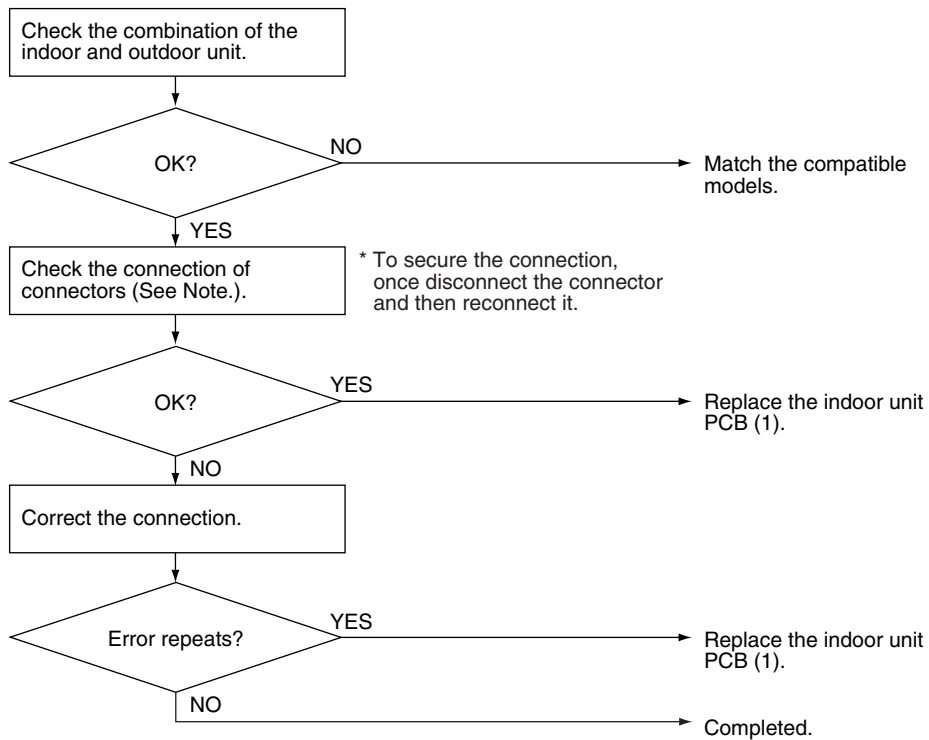 Check the combination of the
indoor and outdoor unit.
OK?
NO
Match the compatible
models.
YES
Check the connection of
connectors (See Note.).
* To secure the connection,
once disconnect the connector
and then reconnect it.
OK?
YES
Replace the indoor unit
PCB (1).
NO
Correct the connection.
Error repeats?
YES
Replace the indoor unit
PCB (1).
NO
Completed.